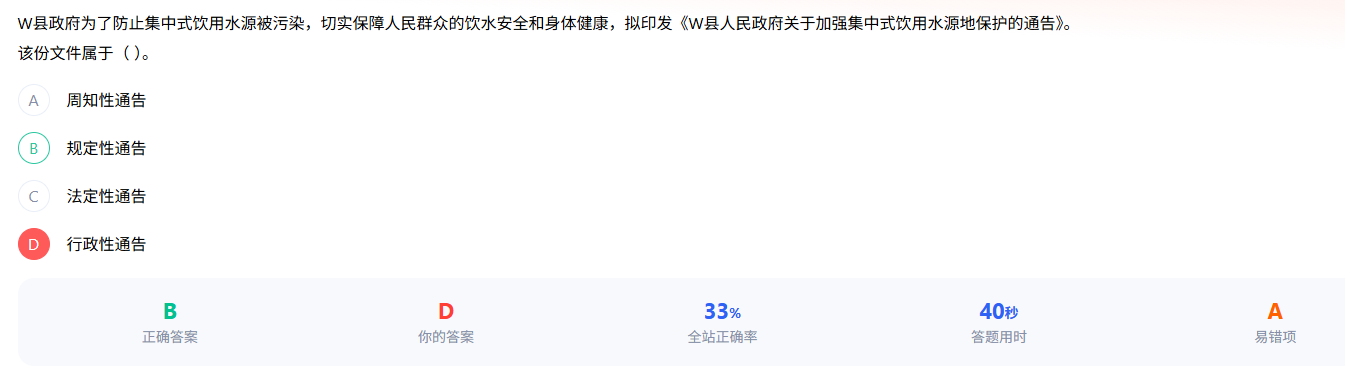 W县政府为了防止集中式饮用水源被污染，切实保障人民群众的饮水安全和身体健康，拟印发《W县人民政府关于加强集中式饮用水源地保护的通告》。
该份文件属于（ ）。
A 周知性通告
B 规定性通告
C 法定性通告
D 行政性通告
B D 33% 40秒 A
正确答案 你的答案 全站正确率 答题用时 易错项